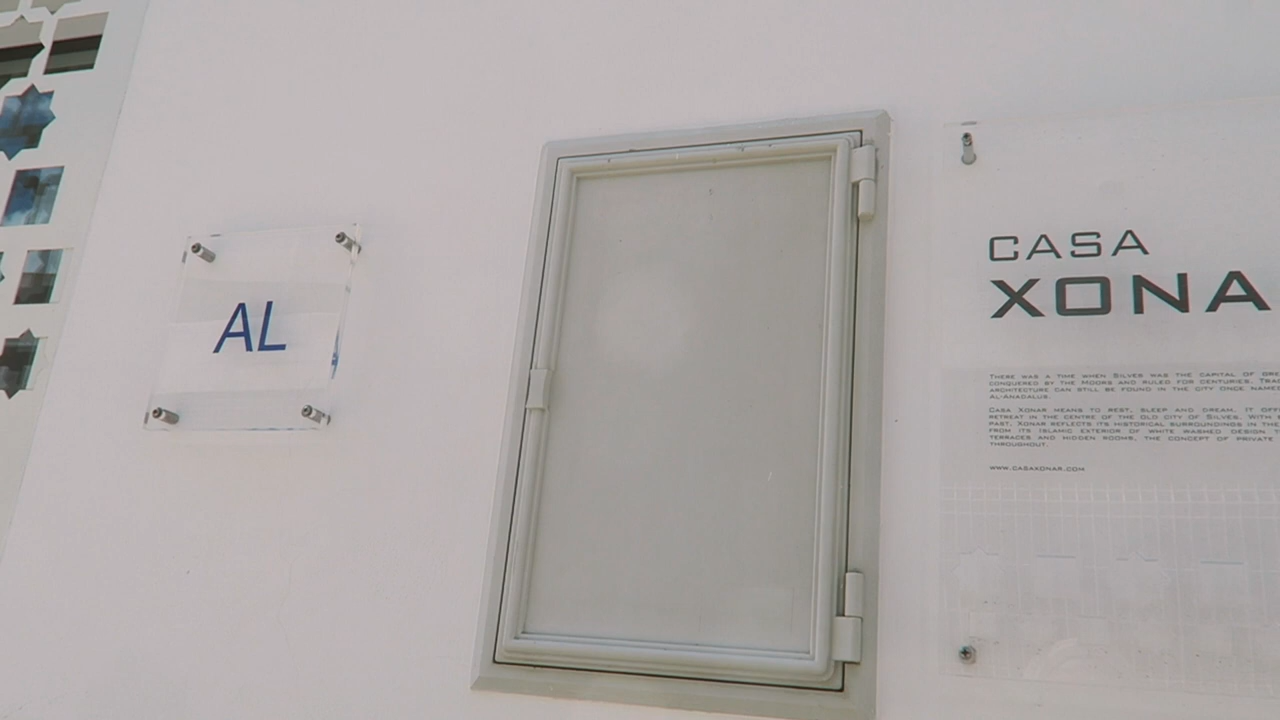 AL
CASA
XONA
THERE WAS A TIME WHEN SILVES WAS THE CAPITAL OF
CONQUERED BY THE MOORS AND RULED FOR CENTURIES.
ARCHITECTURE CAN STILL BE FOUND IN THE CITY ONCE NAMED
AL-ANADALUS.
CASA XONAR MEANS TO REST, SLEEP AND DREAM. IT
RETREAT IN THE CENTRE OF THE OLD CITY OF SILVES. WITH
PAST, XONAR REFLECTS ITS HISTORICAL SURROUNDINGS IN THE
FROM ITS ISLAMIC EXTERIOR OF WHITE WASHED DESIGN
TERRACES AND HIDDEN ROOMS, THE CONCEPT OF PRIVATE
THROUGHOUT.
WWW.CASAXONAR.COM